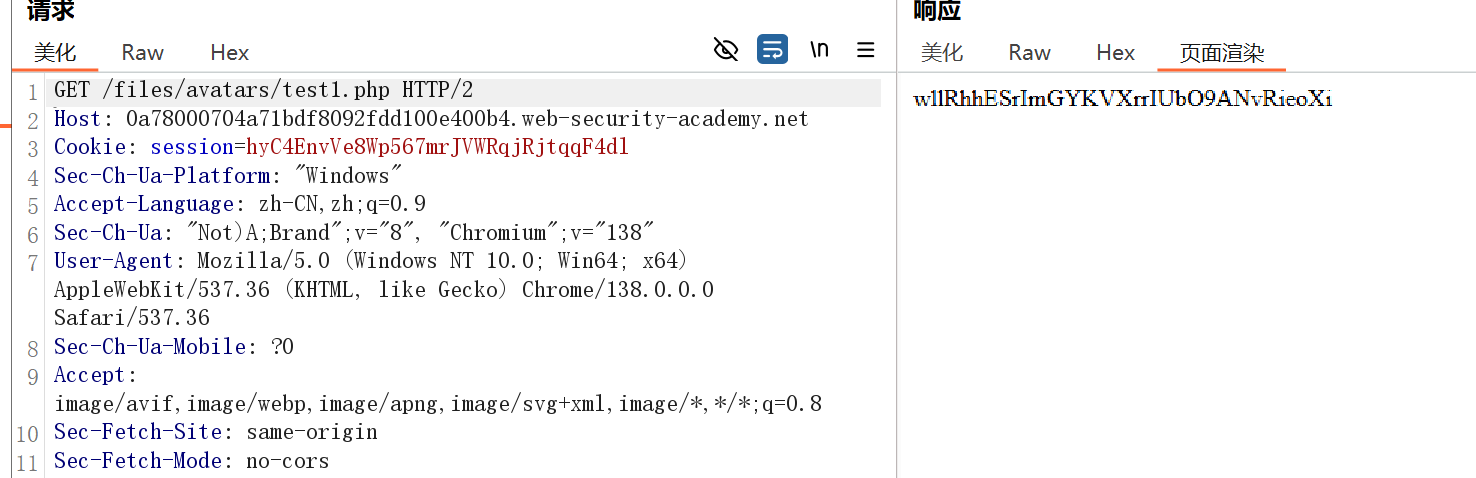 请求
美化 Raw Hex
\n
1 GET /files/avatars/test1.php HTTP/2
2 Host: 0a78000704a71bdf8092fdd100e400b4.web-security-academy.net
3 Cookie: session=hyC4EnvVe8Wp567mrJVWRqjRjtqqF4dl
4 Sec-Ch-Ua-Platform: "Windows"
5 Accept-Language: zh-CN,zh;q=0.9
6 Sec-Ch-Ua: "Not)A;Brand";v="8", "Chromium";v="138"
7 User-Agent: Mozilla/5.0 (Windows NT 10.0; Win64; x64)
AppleWebKit/537.36 (KHTML, like Gecko) Chrome/138.0.0.0
Safari/537.36
8 Sec-Ch-Ua-Mobile: ?0
9 Accept:
image/avif,image/webp,image/apng,image/svg+xml,image/*,*/*;q=0.8
10 Sec-Fetch-Site: same-origin
11 Sec-Fetch-Mode: no-cors
响应
美化 Raw Hex 页面渲染
wllRhhESrImGYKVXrrIUbO9ANvRieoXi